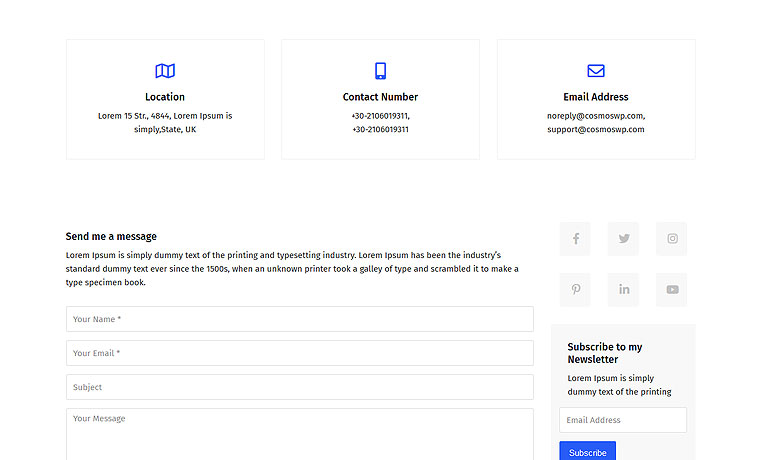 Location
Lorem 15 Str., 4844, Lorem Ipsum is
simply,State, UK
Contact Number
+30-2106019311,
+30-2106019311
Email Address
noreply@cosmoswp.com,
support@cosmoswp.com
Send me a message
Lorem Ipsum is simply dummy text of the printing and typesetting industry. Lorem Ipsum has been the industry's
standard dummy text ever since the 1500s, when an unknown printer took a galley of type and scrambled it to make a
type specimen book.
Your Name *
Your Email *
Subject
Your Message
Subscribe to my
Newsletter
Lorem Ipsum is simply
dummy text of the printing
Email Address
Subscribe